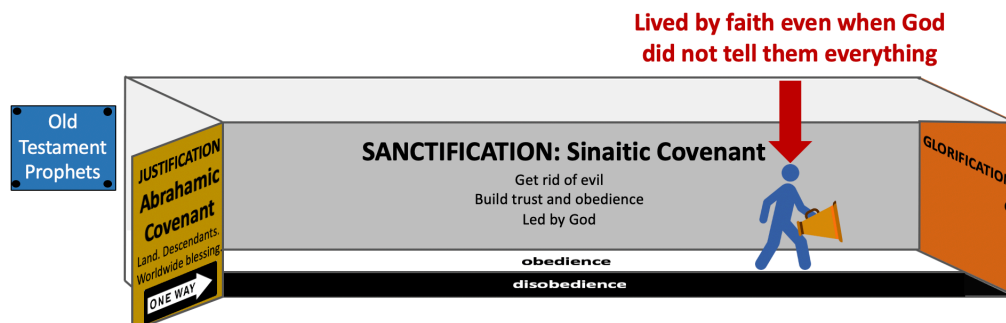 Lived by faith even when God
did not tell them everything
Old
Testament
Prophets
JUSTIFICATION
Abrahamic
Covenant
Land. Descendants.
Worldwide blessing.
ONE WAY
SANCTIFICATION: Sinaitic Covenant
Get rid of evil
Build trust and obedience
Led by God
obedience
disobedience
GLORIFICATION